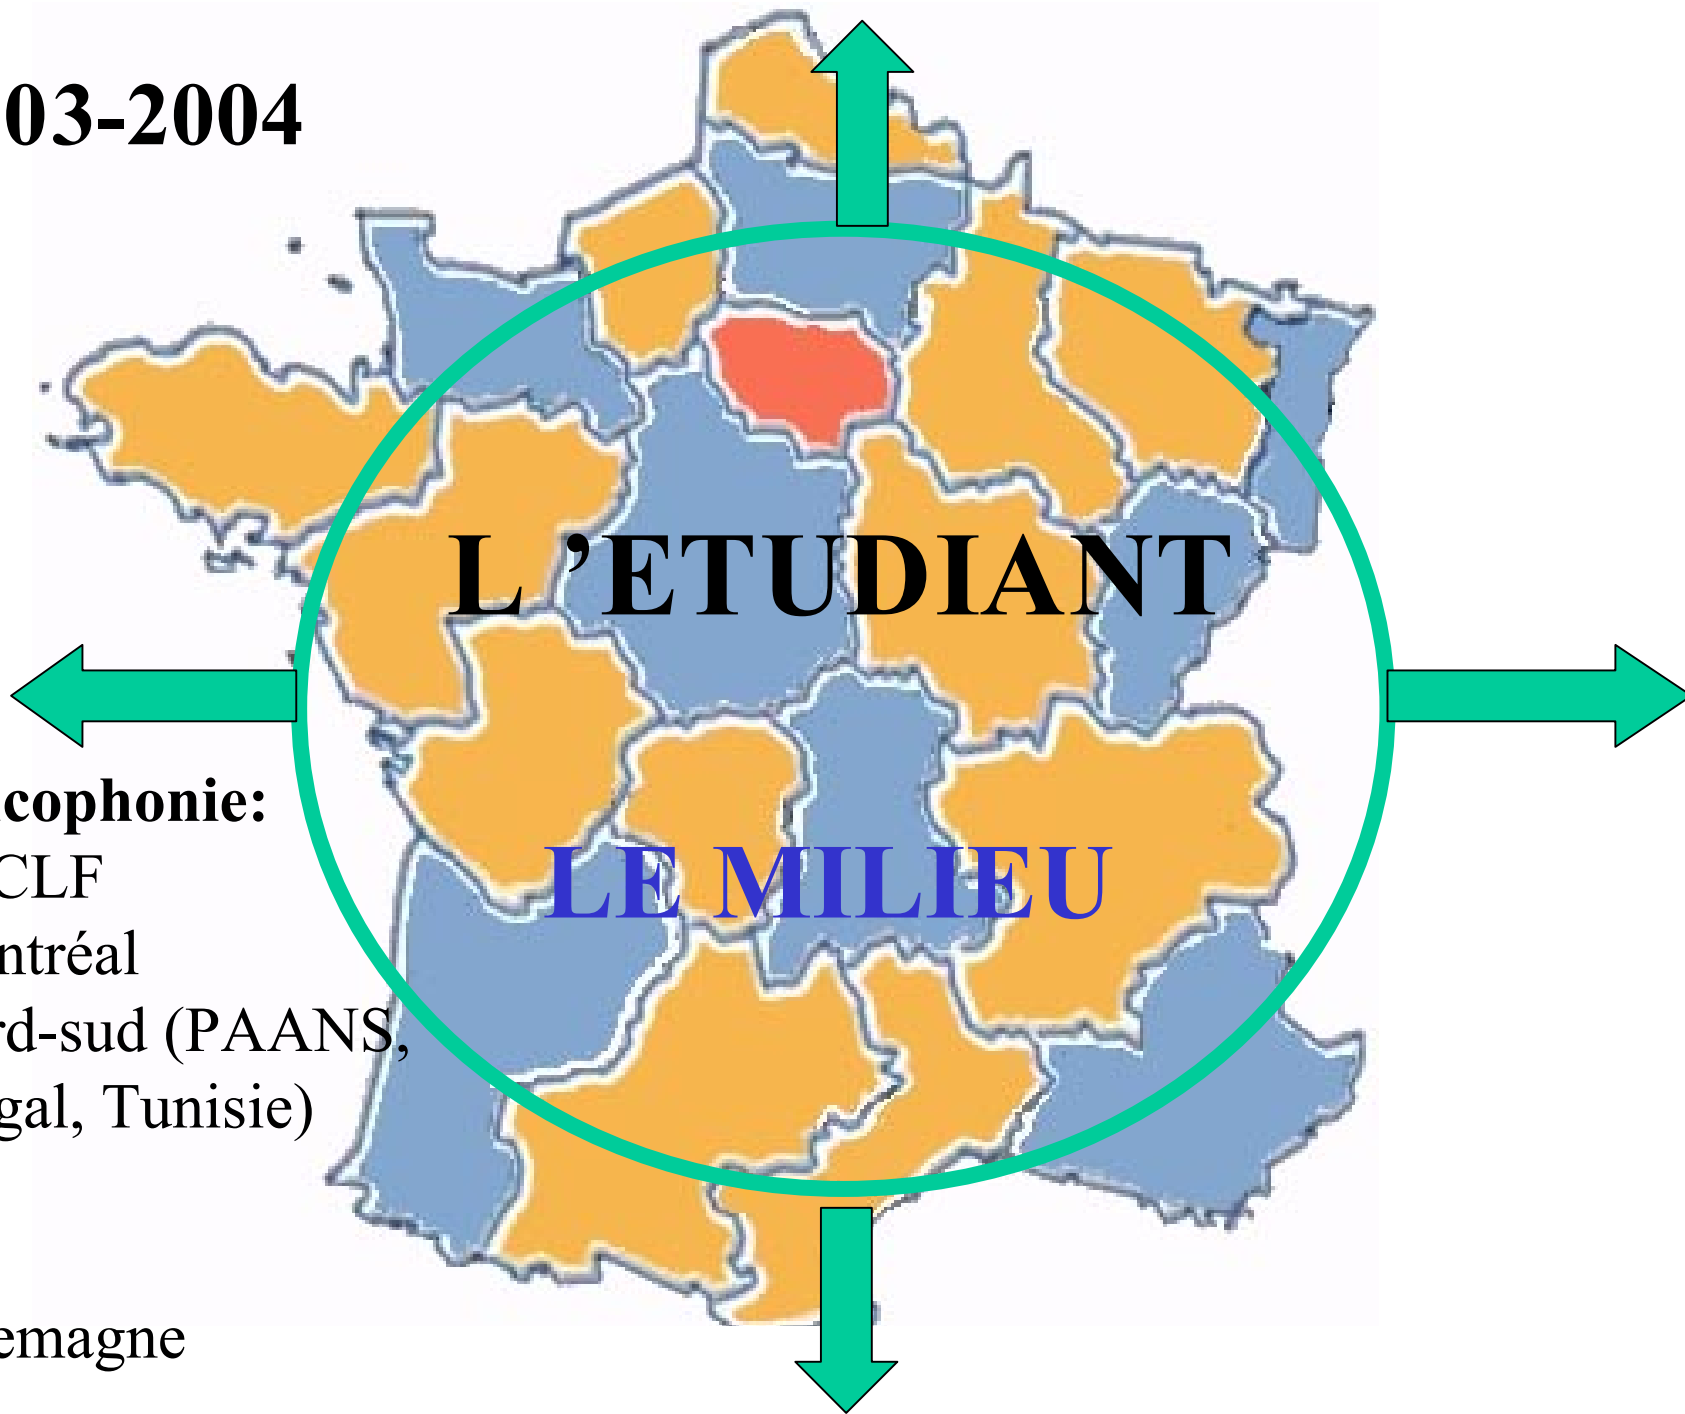 03-2004
L ’ETUDIANT
LE MILIEU
cophonie:
CLF
ntréal
rd-sud (PAANS,
gal, Tunisie)
emagne